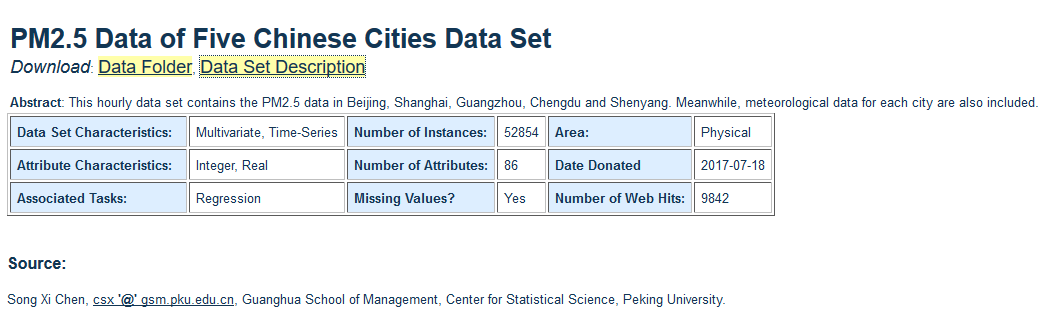 PM2.5 Data of Five Chinese Cities Data Set
Download: Data Folder, Data Set Description
Abstract: This hourly data set contains the PM2.5 data in Beijing, Shanghai, Guangzhou, Chengdu and Shenyang. Meanwhile, meteorological data for each city are also included.
Data Set Characteristics: Multivariate, Time-Series Number of Instances: 52854 Area: Physical
Attribute Characteristics: Integer, Real Number of Attributes: 86 Date Donated 2017-07-18
Associated Tasks: Regression Missing Values? Yes Number of Web Hits: 9842
Source:
Song Xi Chen, csx '@' gsm.pku.edu.cn, Guanghua School of Management, Center for Statistical Science, Peking University.